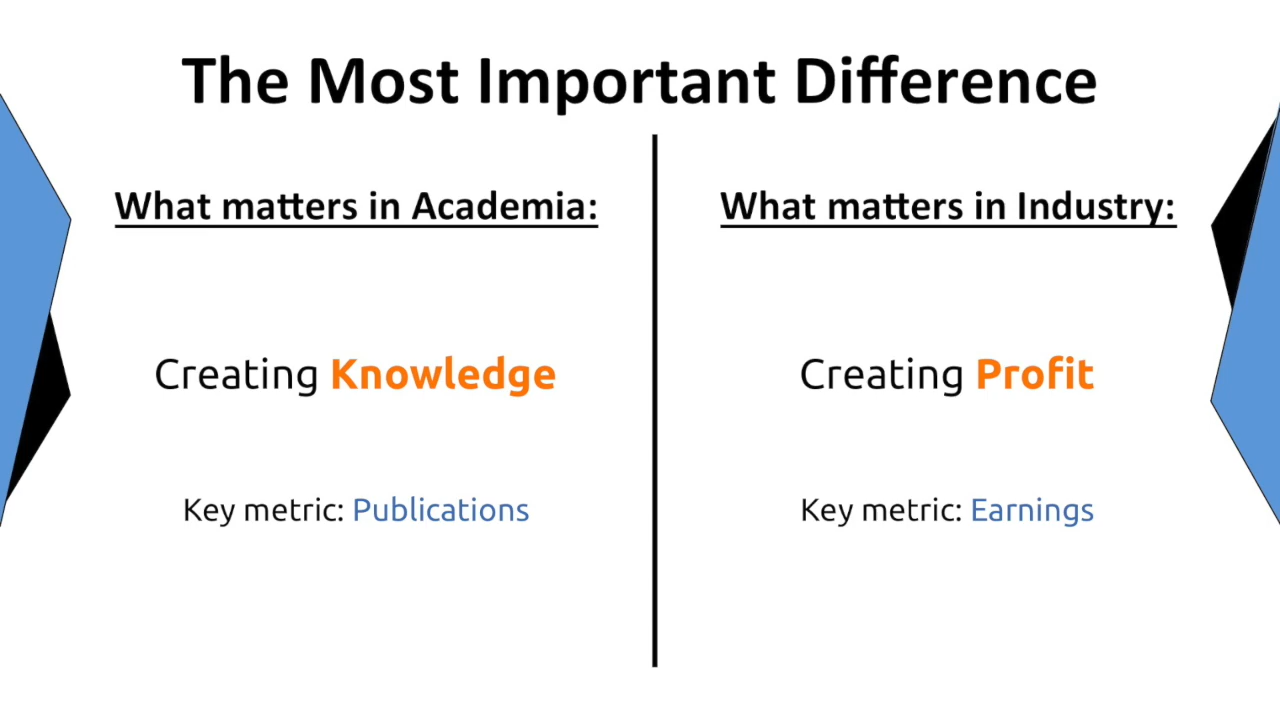 The Most Important Difference
What matters in Academia:
Creating Knowledge
Key metric: Publications
What matters in Industry:
Creating Profit
Key metric: Earnings